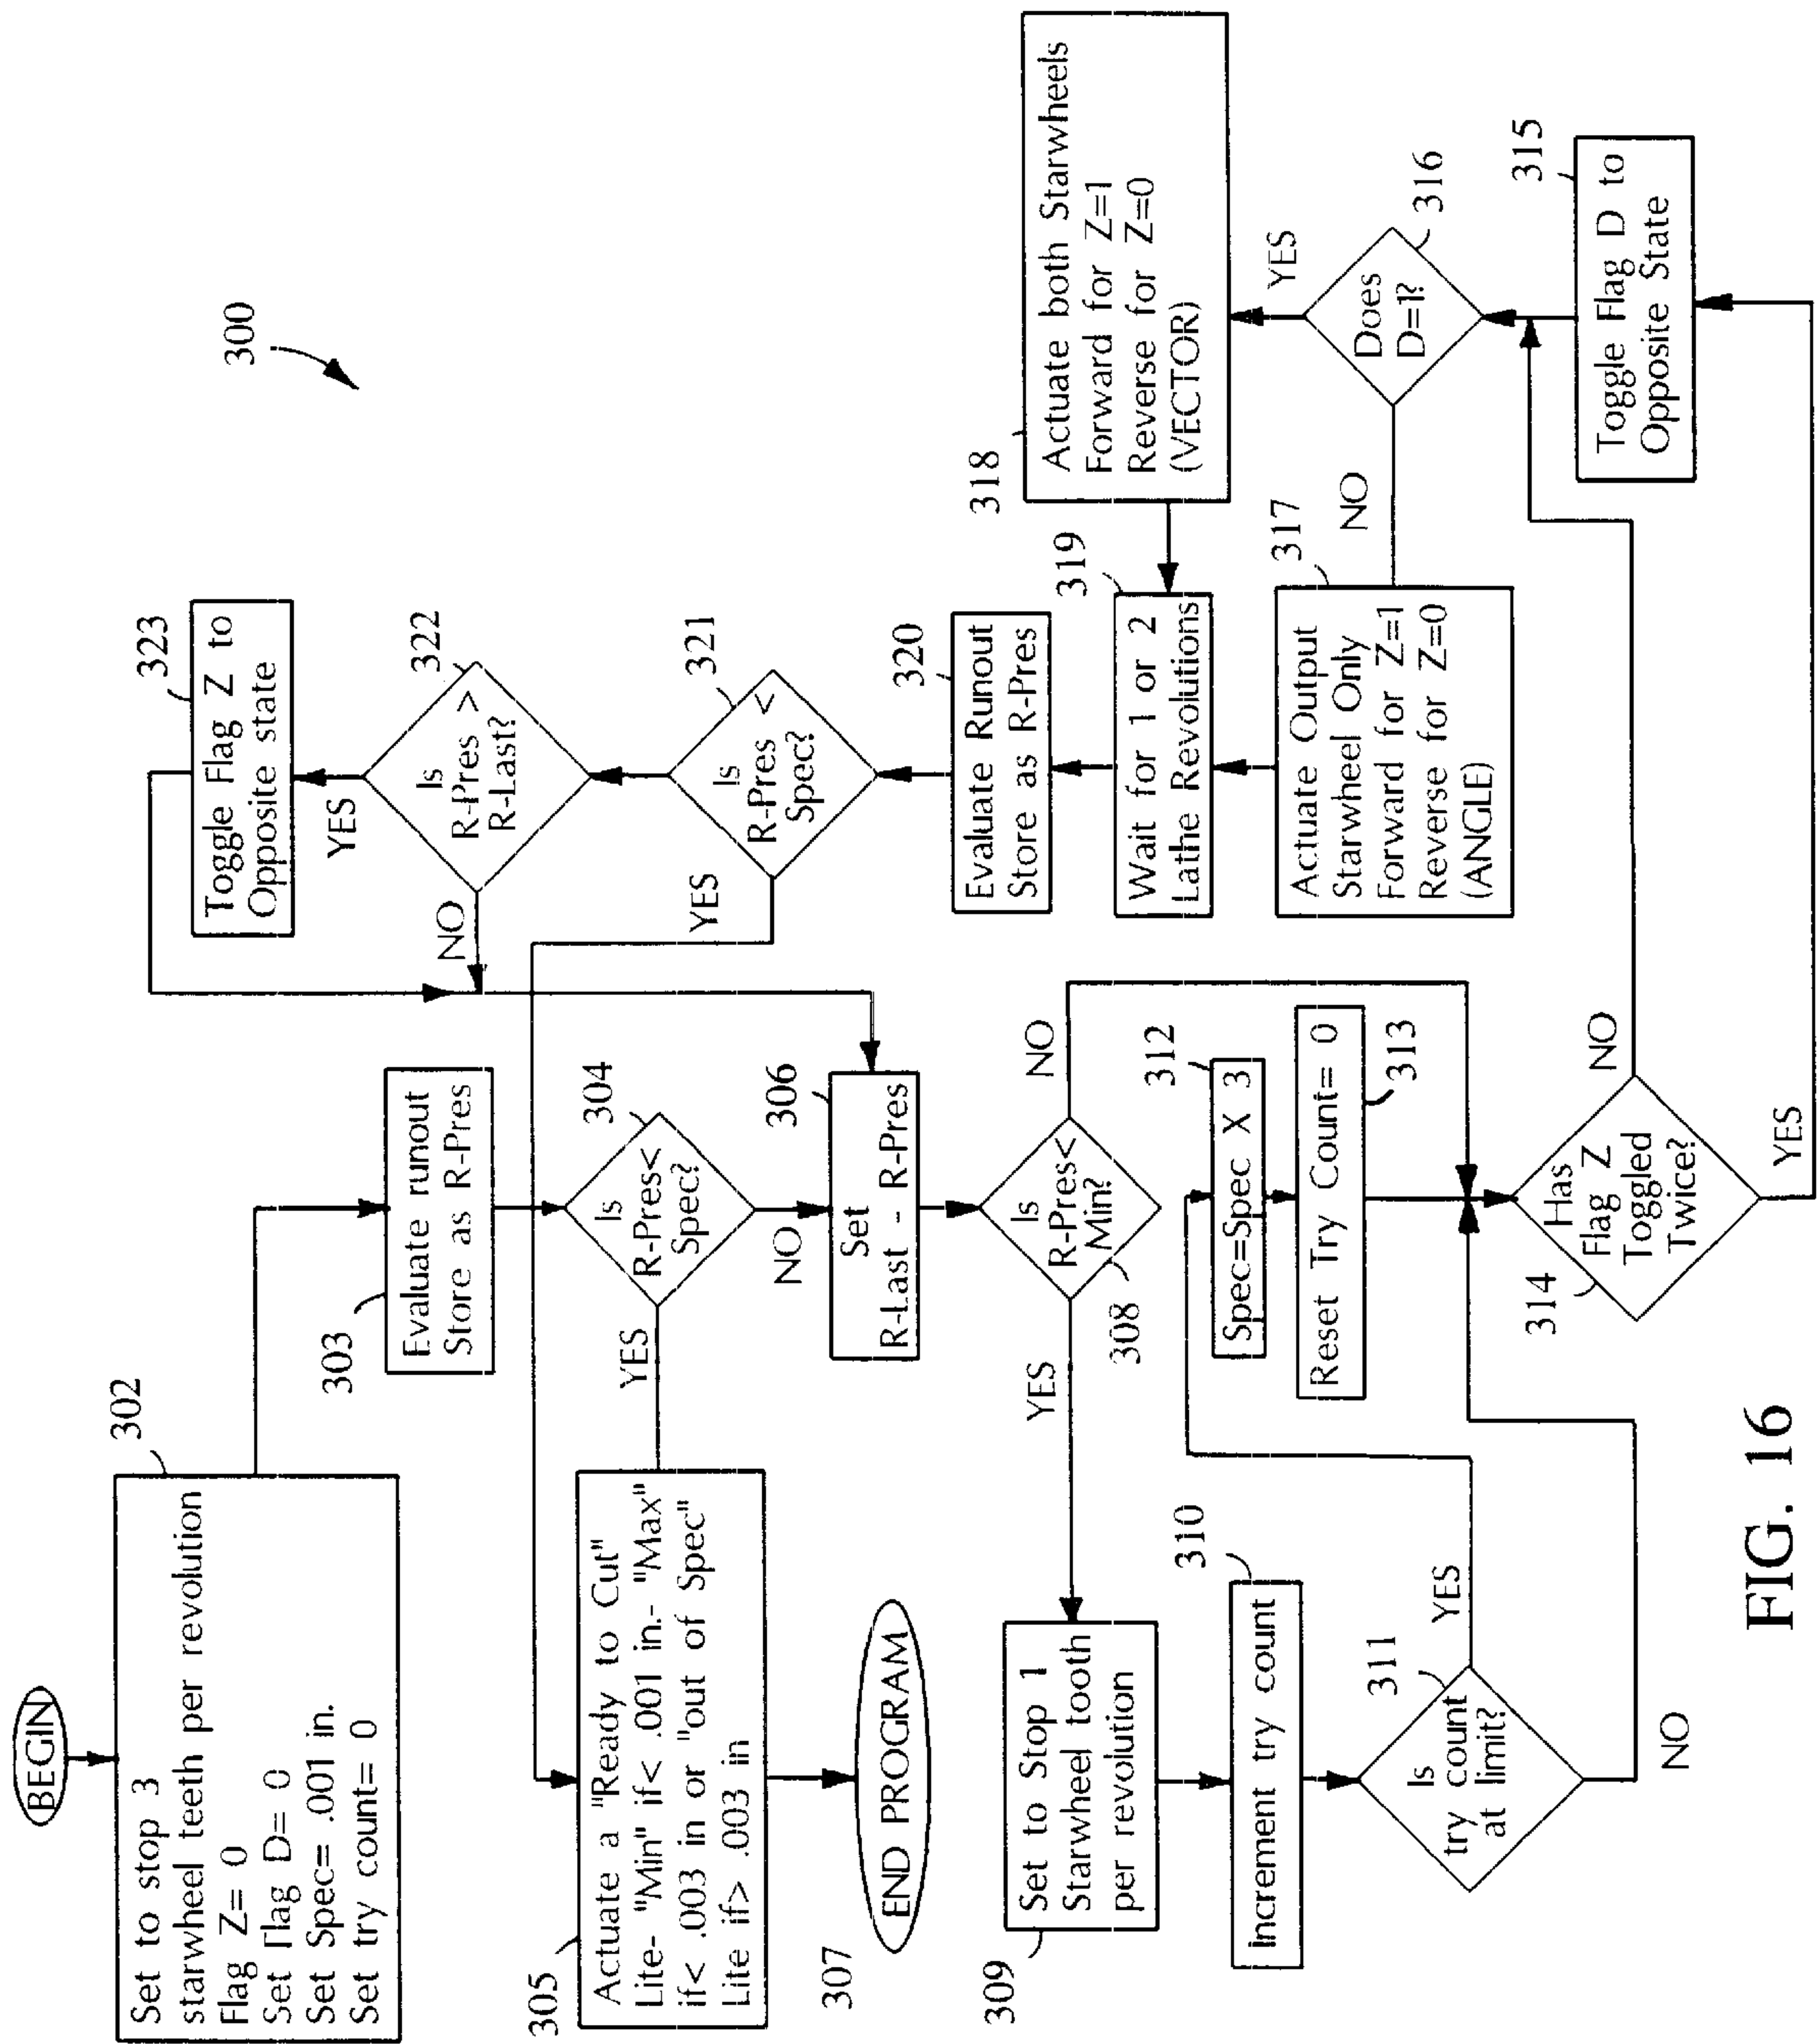 300
BEGIN
302
Set to stop 3
starwheel teeth per revolution
Flag Z= 0
Set Flag D= 0
Set Spec= .001 in.
Set try count= 0
303
Evaluate runout
Store as R-Pres
304
Is
R-Pres<
Spec?
YES
NO
305
Actuate a "Ready to Cut"
Lite- "Min" if< .001 in.- "Max"
if< .003 in or "out of Spec"
Lite if> .003 in
307
END PROGRAM
306
Set
R-Last - R-Pres
308
Is
R-Pres<
Min?
YES
NO
309
Set to Stop 1
Starwheel tooth
per revolution
310
Increment try count
311
Is
try count
at limit?
YES
NO
312
Spec=Spec X 3
313
Reset Try Count= 0
314
Has
Flag Z
Toggled
Twice?
NO
YES
315
Toggle Flag D to
Opposite State
316
Does
D=1?
YES
NO
317
Actuate Output
Starwheel Only
Forward for Z=1
Reverse for Z=0
(ANGLE)
318
Actuate both Starwheels
Forward for Z=1
Reverse for Z=0
(VECTOR)
319
Wait for 1 or 2
Lathe Revolutions
320
Evaluate Runout
Store as R-Pres
321
Is
R-Pres <
Spec?
YES
322
Is
R-Pres >
R-Last?
YES
NO
323
Toggle Flag Z to
Opposite state
FIG. 16